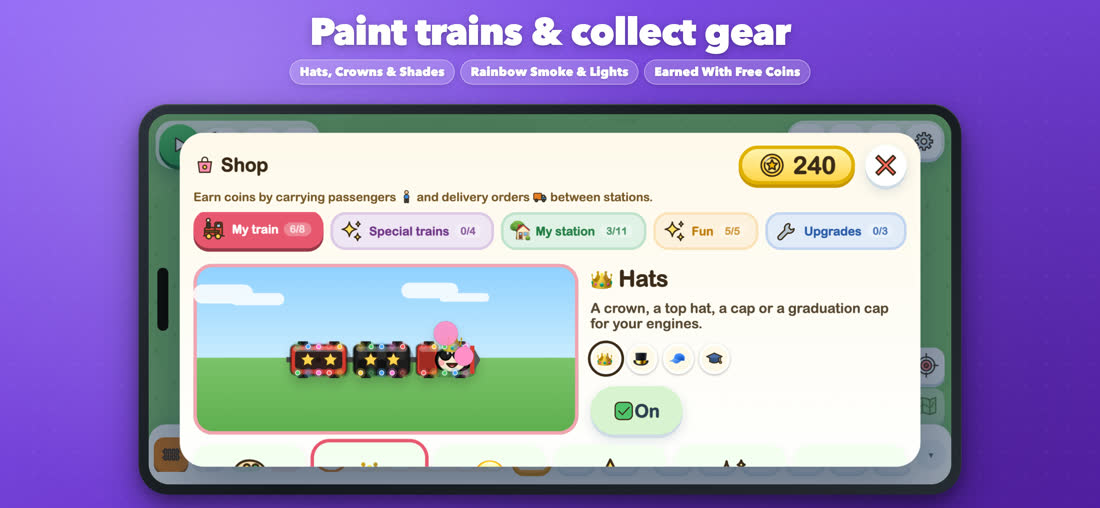 Paint trains & collect gear
Hats, Crowns & Shades
Rainbow Smoke & Lights
Earned With Free Coins
Shop
240
Earn coins by carrying passengers and delivery orders between stations.
My train 6/8
Special trains 0/4
My station 3/11
Fun 5/5
Upgrades 0/3
Hats
A crown, a top hat, a cap or a graduation cap
for your engines.
On